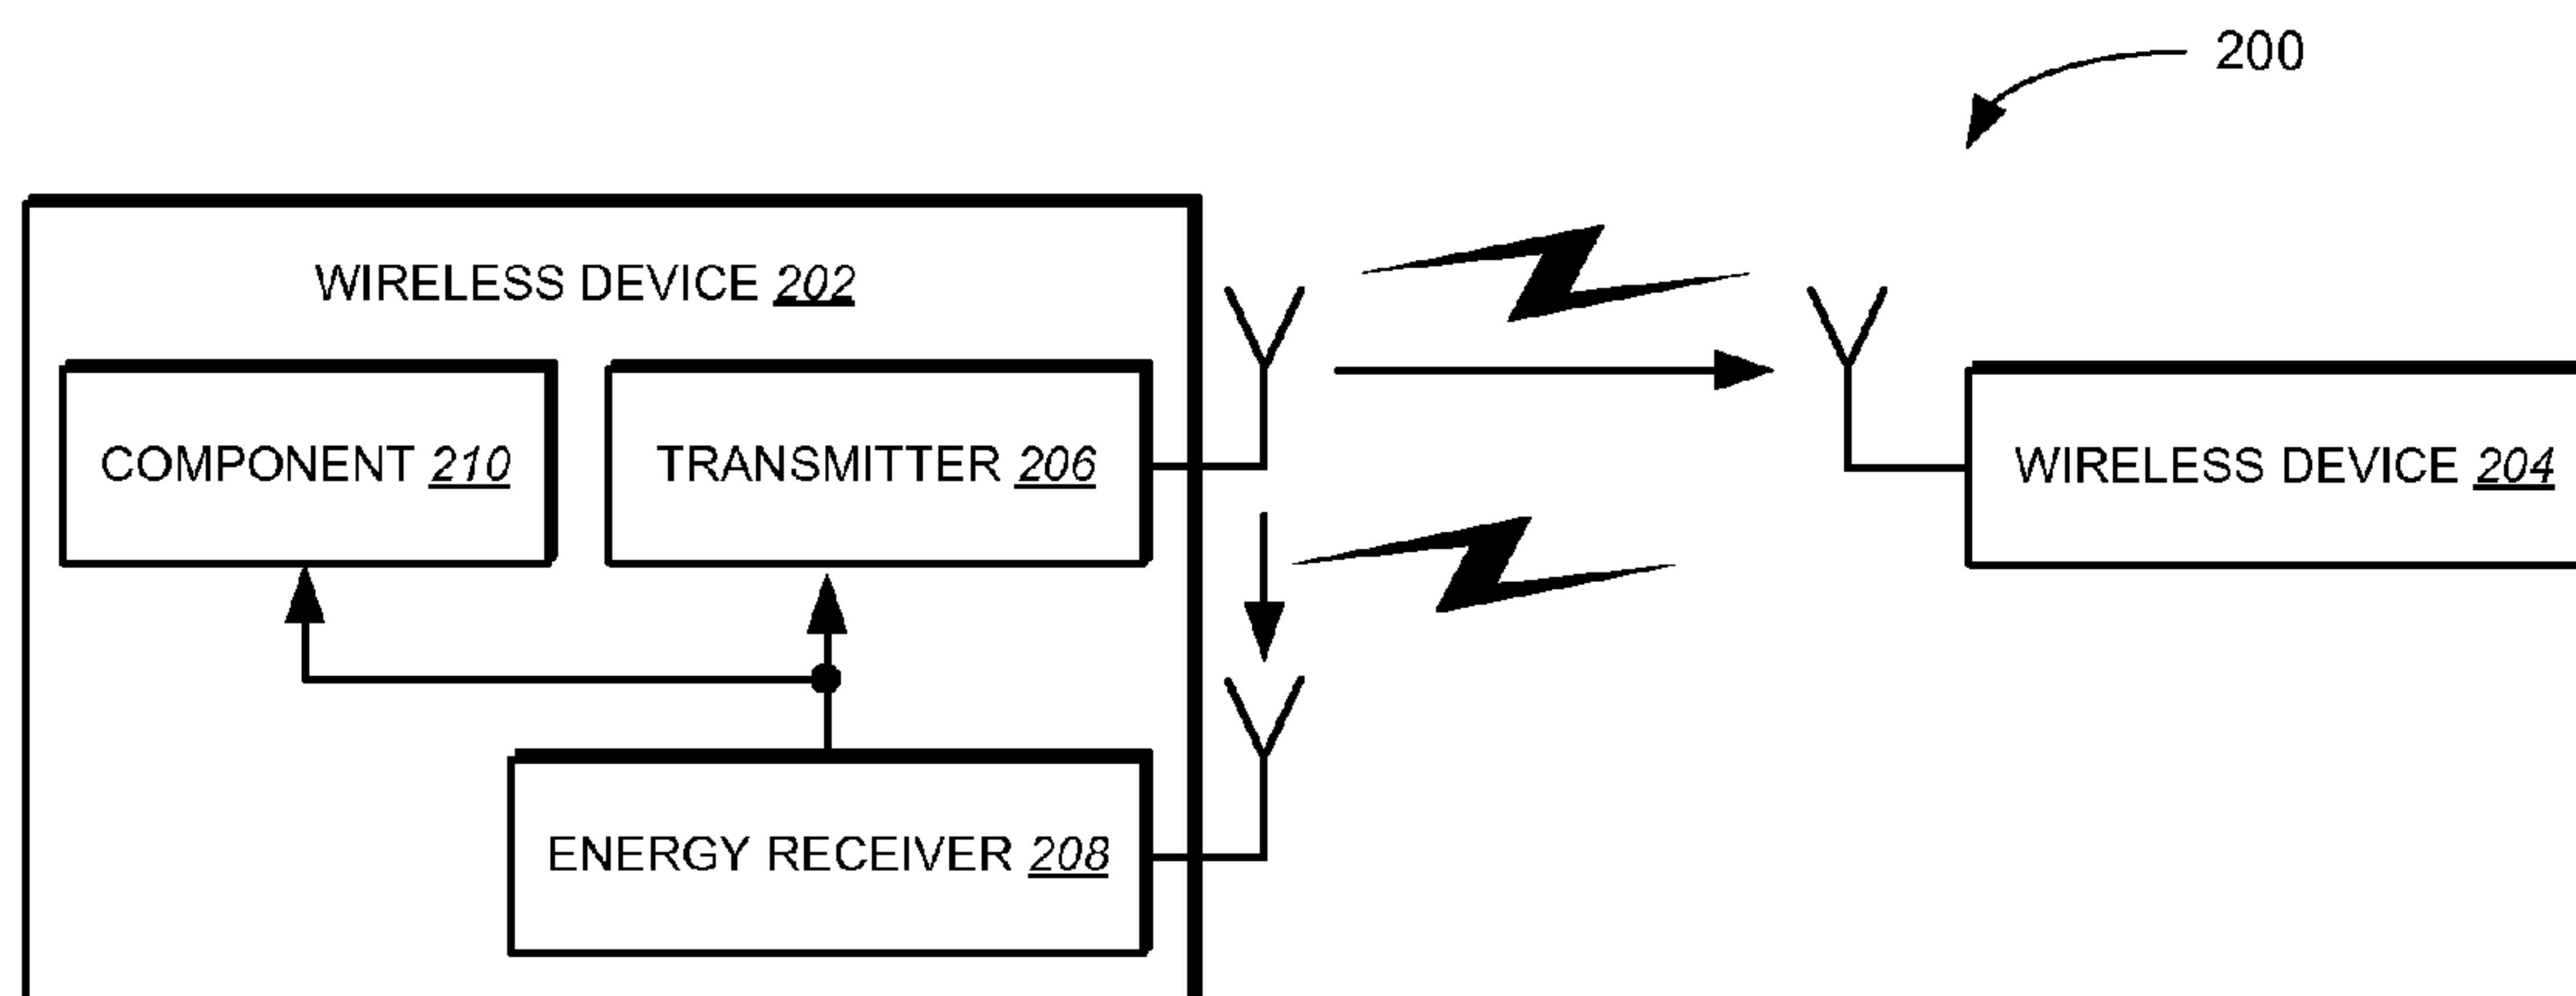 200
WIRELESS DEVICE 202
COMPONENT 210
TRANSMITTER 206
WIRELESS DEVICE 204
ENERGY RECEIVER 208